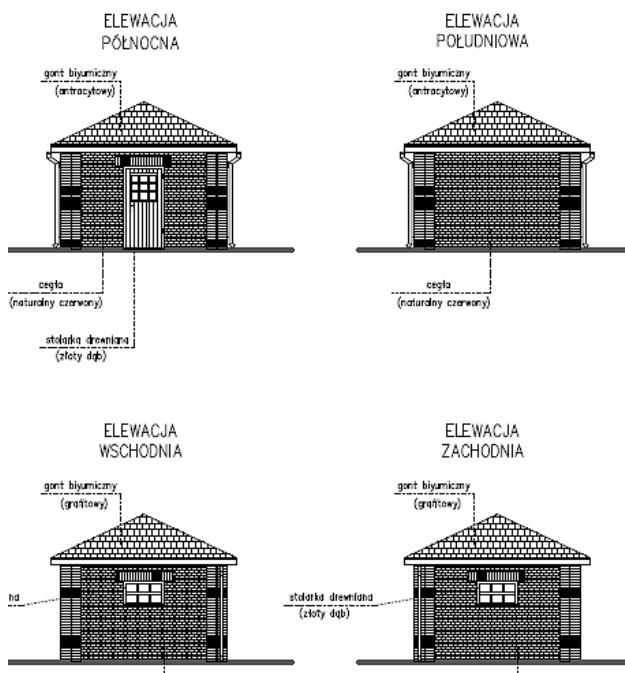 ELEWACJA
PÓŁNOCNA
gont biyumiczny
(antracytowy)
cegła
(naturalny czerwony)
stolarka drewniana
(złoty dąb)
ELEWACJA
POŁUDNIOWA
gont biyumiczny
(antracytowy)
cegła
(naturalny czerwony)
ELEWACJA
WSCHODNIA
gont biyumiczny
(grafitowy)
na
ELEWACJA
ZACHODNIA
gont biyumiczny
(grafitowy)
stolarka drewniana
(złoty dąb)